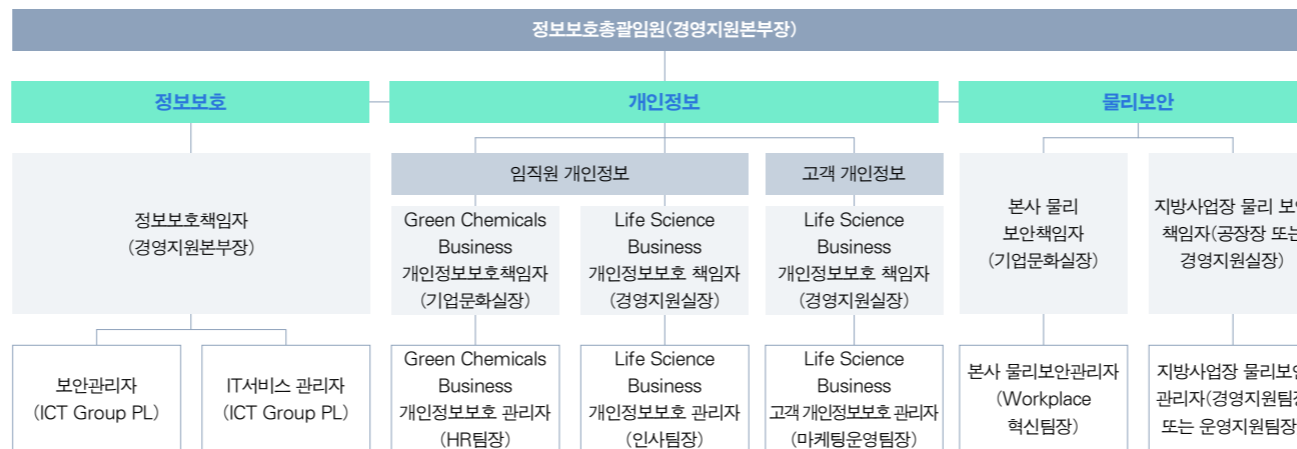 정보보호총괄임원(경영지원본부장)
정보보호
개인정보
물리보안
임직원 개인정보
고객 개인정보
정보보호책임자
(경영지원본부장)
Green Chemicals
Business
개인정보보호책임자
(기업문화실장)
Life Science
Business
개인정보보호 책임자
(경영지원실장)
Life Science
Business
개인정보보호 책임자
(경영지원실장)
본사 물리
보안책임자
(기업문화실장)
지방사업장 물리
책임자(공장장 또는
경영지원실장)
보안관리자
(ICT Group PL)
IT서비스 관리자
(ICT Group PL)
Green Chemicals
Business
개인정보보호 관리자
(HR팀장)
Life Science
Business
개인정보보호 관리자
(인사팀장)
Life Science
Business
고객 개인정보보호 관리자
(마케팅운영팀장)
본사 물리보안관리자
(Workplace
혁신팀장)
지방사업장 물리보안
관리자(경영지원팀장
또는 운영지원팀장